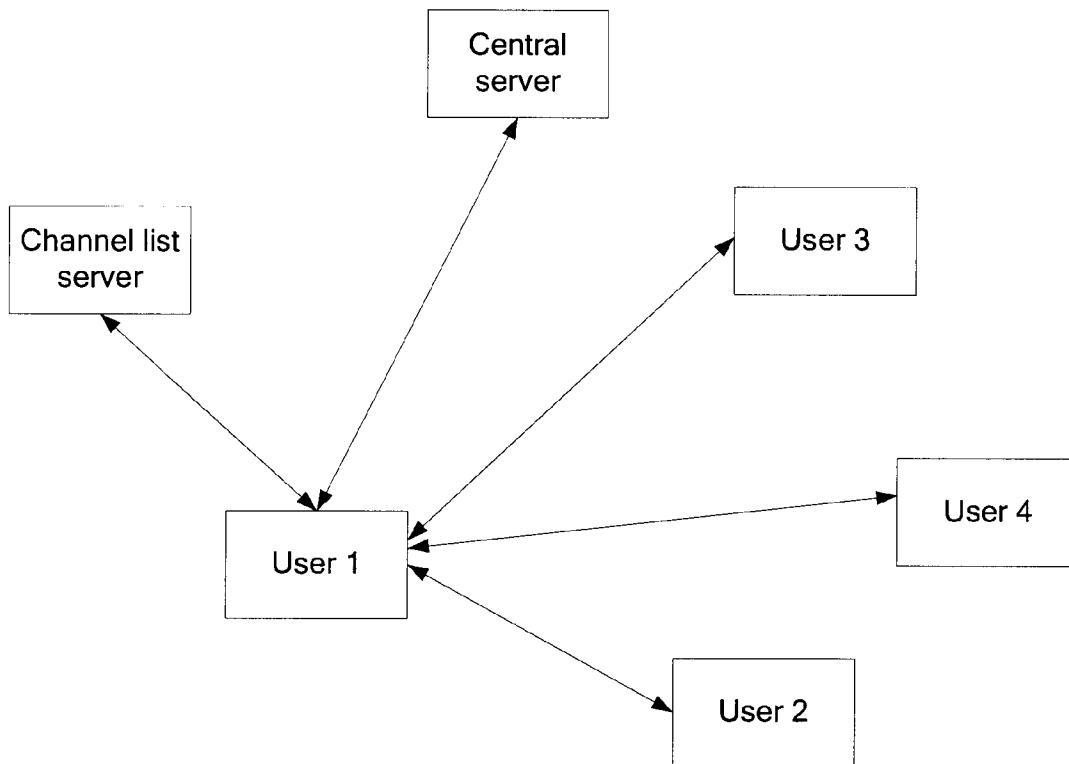 Central
server
Channel list
server
User 3
User 4
User 1
User 2